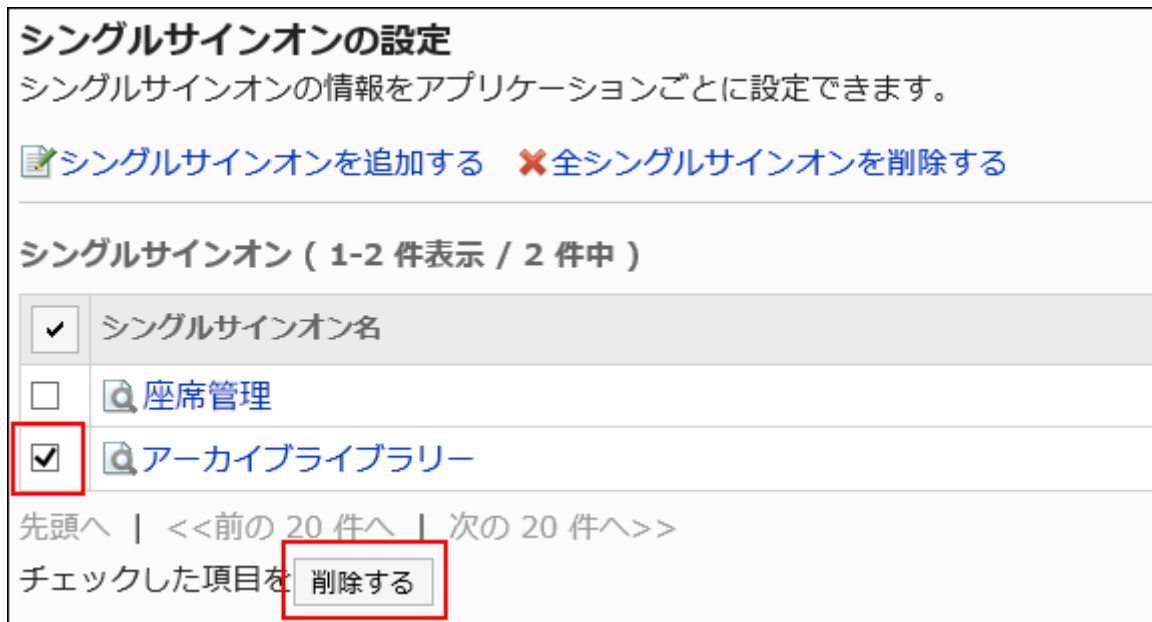 シングルサインオンの設定
シングルサインオンの情報をアプリケーションごとに設定できます。
シングルサインオンを追加する 全シングルサインオンを削除する
シングルサインオン ( 1-2 件表示 / 2 件中 )
シングルサインオン名
座席管理
アーカイブライブラリー
先頭へ | <<前の 20 件へ | 次の 20 件へ>>
チェックした項目を 削除する